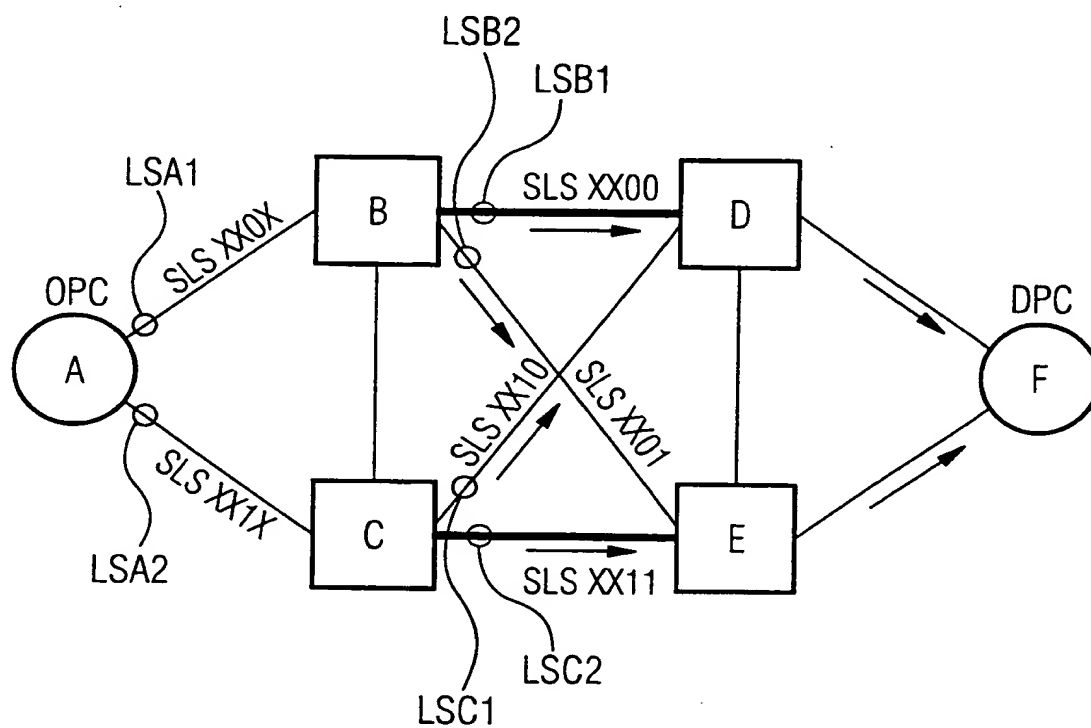 LSB2
LSB1
LSA1
SLS XX0X
B
SLS XX00
D
OPC
DPC
A
F
SLS XX10
SLS XX01
SLS XX1X
C
E
LSA2
SLS XX11
LSC2
LSC1